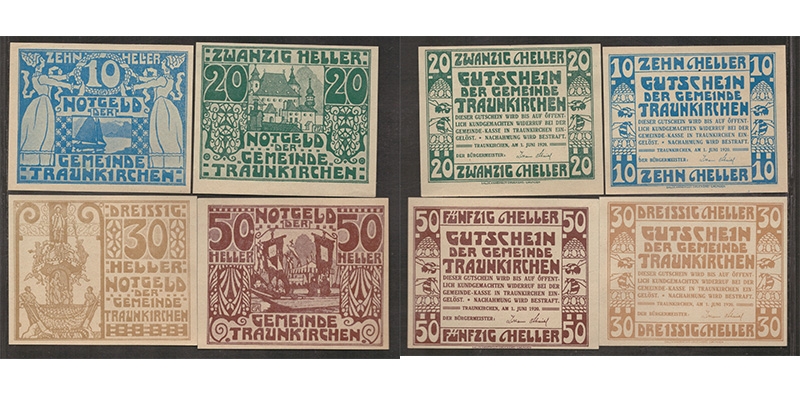 ZEHN HELLER
10
NOTGELD
DER
GEMEINDE
TRAUNKIRCHEN
ZWANZIG HELLER
20 20
NOTGELD
DER
GEMEINDE
TRAUNKIRCHEN
DREISSIG
30
HELLER
NOTGELD
DER
GEMEINDE
TRAUNKIRCHEN
NOTGELD
DER
50 50
HELLER HELLER
GEMEINDE
TRAUNKIRCHEN
20 ZWANZIG HELLER 20
GUTSCHEIN
DER GEMEINDE
TRAUNKIRCHEN
DIESER GUTSCHEIN WIRD BIS AUF ÖFFENT-
LICH KUNDGEMACHTEN WIDERRUF BEI DER
GEMEINDE-KASSE IN TRAUNKIRCHEN EIN-
GELÖST. • NACHAHMUNG WIRD BESTRAFT.
TRAUNKIRCHEN, AM 1. JUNI 1920.
DER BÜRGERMEISTER:
20 ZWANZIG HELLER 20
10 ZEHN HELLER 10
GUTSCHEIN
DER GEMEINDE
TRAUNKIRCHEN
DIESER GUTSCHEIN WIRD BIS AUF ÖFFENT-
LICH KUNDGEMACHTEN WIDERRUF BEI DER
GEMEINDE-KASSE IN TRAUNKIRCHEN EIN-
GELÖST. • NACHAHMUNG WIRD BESTRAFT.
TRAUNKIRCHEN, AM 1. JUNI 1920.
DER BÜRGERMEISTER:
10 ZEHN HELLER 10
50 FÜNFZIG HELLER 50
GUTSCHEIN
DER GEMEINDE
TRAUNKIRCHEN
DIESER GUTSCHEIN WIRD BIS AUF ÖFFENT-
LICH KUNDGEMACHTEN WIDERRUF BEI DER
GEMEINDE-KASSE IN TRAUNKIRCHEN EIN-
GELÖST. • NACHAHMUNG WIRD BESTRAFT.
TRAUNKIRCHEN, AM 1. JUNI 1920.
DER BÜRGERMEISTER:
50 FÜNFZIG HELLER 50
30 DREISSIG HELLER 30
GUTSCHEIN
DER GEMEINDE
TRAUNKIRCHEN
DIESER GUTSCHEIN WIRD BIS AUF ÖFFENT-
LICH KUNDGEMACHTEN WIDERRUF BEI DER
GEMEINDE-KASSE IN TRAUNKIRCHEN EIN-
GELÖST. • NACHAHMUNG WIRD BESTRAFT.
TRAUNKIRCHEN, AM 1. JUNI 1920.
DER BÜRGERMEISTER:
30 DREISSIG HELLER 30